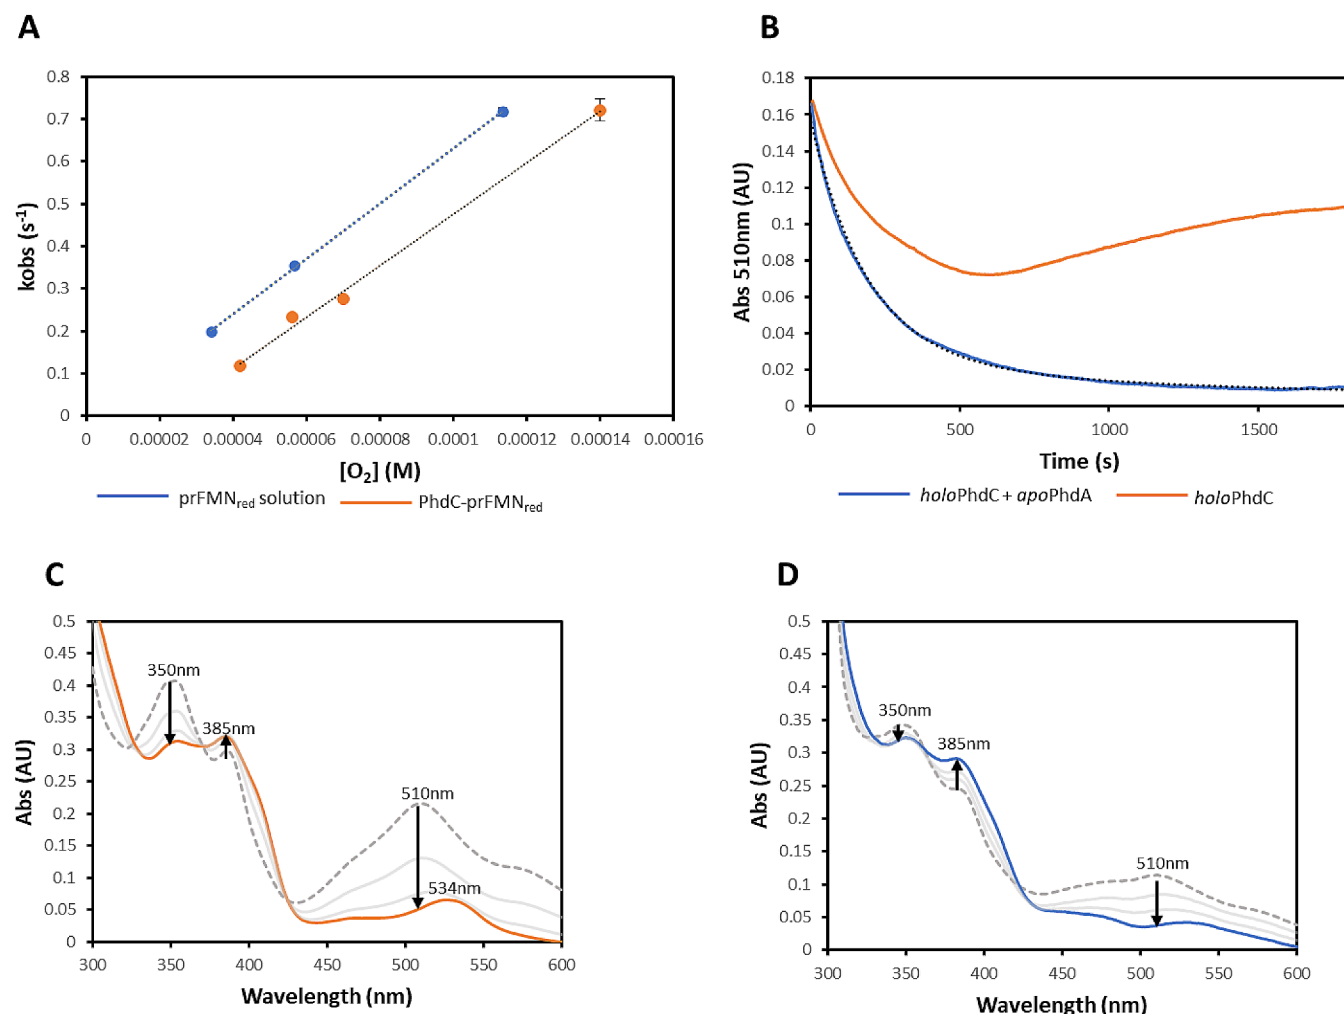 A
0.8
0.7
0.6
0.5
0.4
0.3
0.2
0.1
0
kobs (s⁻¹)
0 0.00002 0.00004 0.00006 0.00008 0.0001 0.00012 0.00014 0.00016
[O₂] (M)
prFMNred solution PhdC-prFMNred
B
0.18
0.16
0.14
0.12
0.1
0.08
0.06
0.04
0.02
0
Abs 510nm (AU)
0 500 1000 1500
Time (s)
holoPhdC + apoPhdA holoPhdC
C
0.5
0.45
0.4
0.35
0.3
0.25
0.2
0.15
0.1
0.05
0
Abs (AU)
350nm
385nm
510nm
534nm
300 350 400 450 500 550 600
Wavelength (nm)
D
0.5
0.45
0.4
0.35
0.3
0.25
0.2
0.15
0.1
0.05
0
Abs (AU)
350nm
385nm
510nm
300 350 400 450 500 550 600
Wavelength (nm)